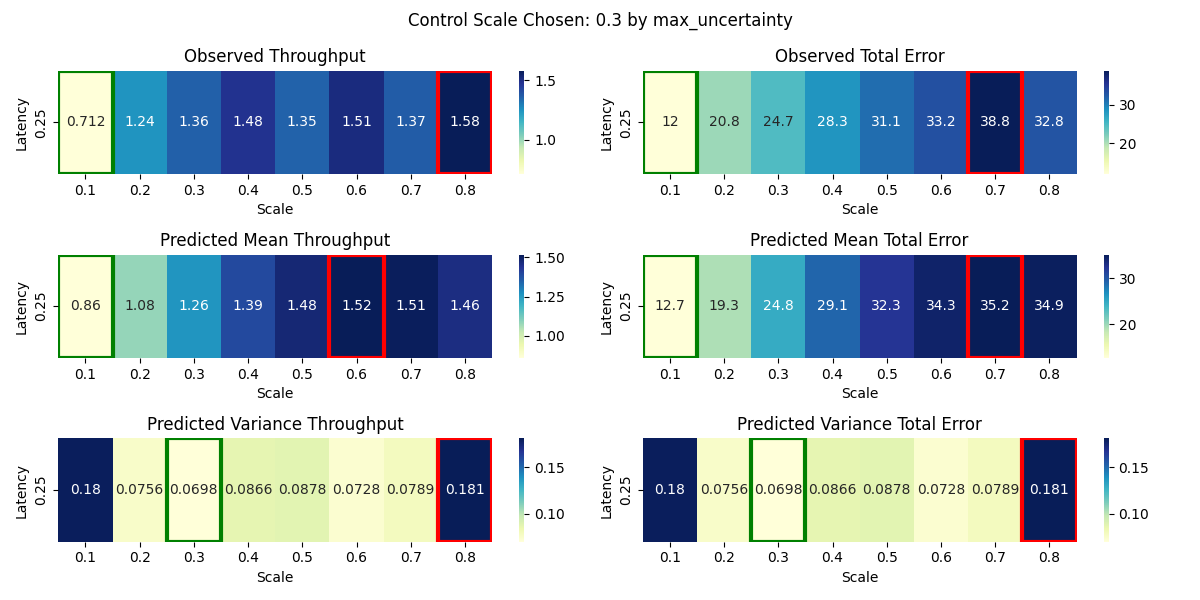 Control Scale Chosen: 0.3 by max_uncertainty
Observed Throughput
Latency
0.25
0.712 1.24 1.36 1.48 1.35 1.51 1.37 1.58
0.1 0.2 0.3 0.4 0.5 0.6 0.7 0.8
Scale
1.5
1.0
Observed Total Error
Latency
0.25
12 20.8 24.7 28.3 31.1 33.2 38.8 32.8
0.1 0.2 0.3 0.4 0.5 0.6 0.7 0.8
Scale
30
20
Predicted Mean Throughput
Latency
0.25
0.86 1.08 1.26 1.39 1.48 1.52 1.51 1.46
0.1 0.2 0.3 0.4 0.5 0.6 0.7 0.8
Scale
1.50
1.25
1.00
Predicted Mean Total Error
Latency
0.25
12.7 19.3 24.8 29.1 32.3 34.3 35.2 34.9
0.1 0.2 0.3 0.4 0.5 0.6 0.7 0.8
Scale
30
20
Predicted Variance Throughput
Latency
0.25
0.18 0.0756 0.0698 0.0866 0.0878 0.0728 0.0789 0.181
0.1 0.2 0.3 0.4 0.5 0.6 0.7 0.8
Scale
0.15
0.10
Predicted Variance Total Error
Latency
0.25
0.18 0.0756 0.0698 0.0866 0.0878 0.0728 0.0789 0.181
0.1 0.2 0.3 0.4 0.5 0.6 0.7 0.8
Scale
0.15
0.10